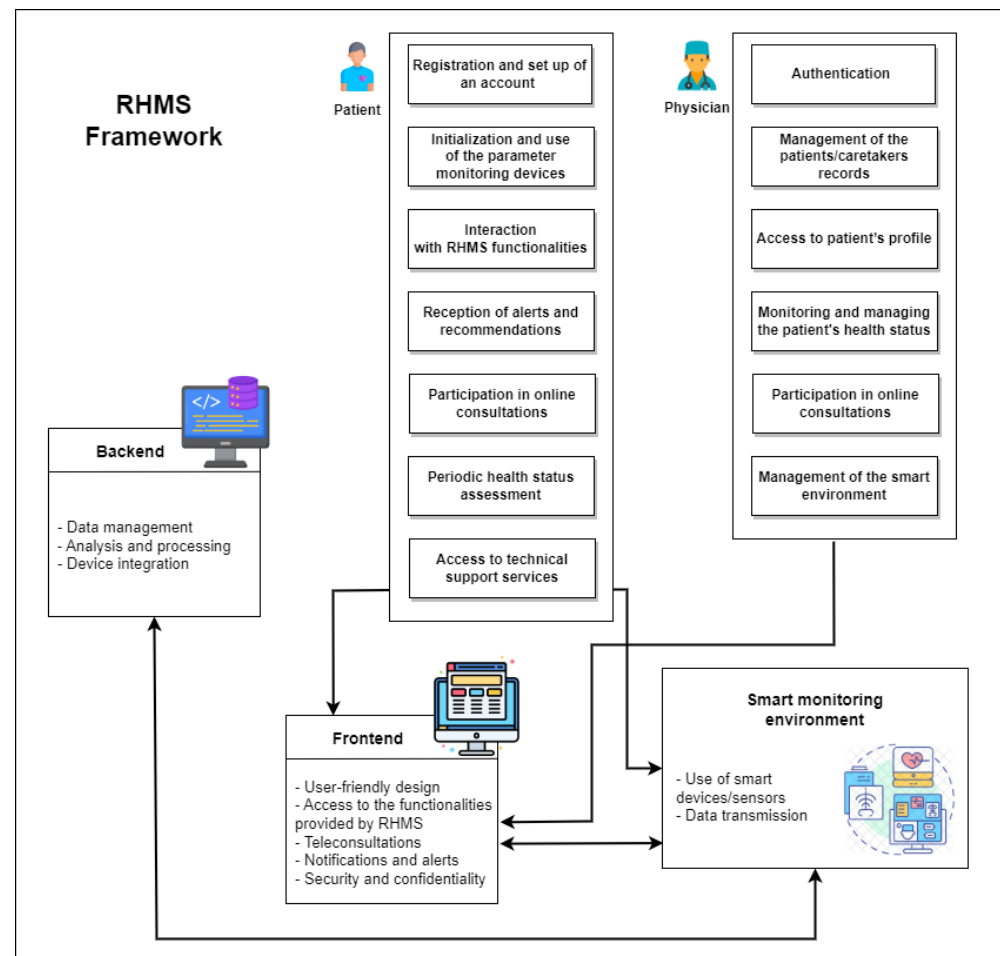 RHMS
Framework
Patient
Registration and set up of
an account
Initialization and use
of the parameter
monitoring devices
Interaction
with RHMS functionalities
Reception of alerts and
recommendations
Participation in online
consultations
Periodic health status
assessment
Access to technical
support services
Physician
Authentication
Management of the
patients/caretakers
records
Access to patient's profile
Monitoring and managing
the patient's health status
Participation in online
consultations
Management of the smart
environment
</>
Backend
- Data management
- Analysis and processing
- Device integration
Frontend
- User-friendly design
- Access to the functionalities
provided by RHMS
- Teleconsultations
- Notifications and alerts
- Security and confidentiality
Smart monitoring
environment
- Use of smart
devices/sensors
- Data transmission